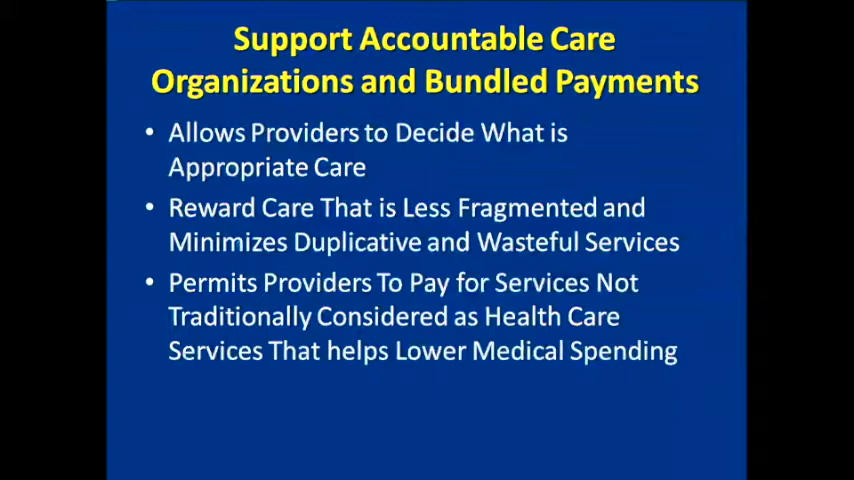 Support Accountable Care
Organizations and Bundled Payments
• Allows Providers to Decide What is
Appropriate Care
• Reward Care That is Less Fragmented and
Minimizes Duplicative and Wasteful Services
• Permits Providers To Pay for Services Not
Traditionally Considered as Health Care
Services That helps Lower Medical Spending